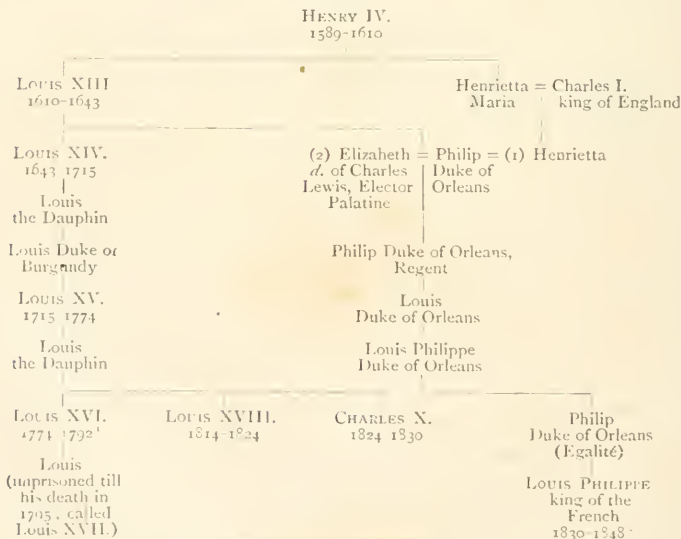 HENRY IV.
1589-1610
LOUIS XIII
1610-1643
Henrietta = Charles I.
Maria king of England
LOUIS XIV.
1643 1715
(2) Elizabeth = Philip = (1) Henrietta
d. of Charles Duke of
Lewis, Elector Orleans
Palatine
Louis
the Dauphin
Louis Duke of
Burgundy
Philip Duke of Orleans,
Regent
LOUIS XV.
1715 1774
Louis
Duke of Orleans
Louis
the Dauphin
Louis Philippe
Duke of Orleans
LOUIS XVI.
1774 1792
LOUIS XVIII.
1814-1824
CHARLES X.
1824 1830
Philip
Duke of Orleans
(Egalité)
Louis
(imprisoned till
his death in
1795, called
Louis XVII.)
LOUIS PHILIPPE
king of the
French
1830-1848